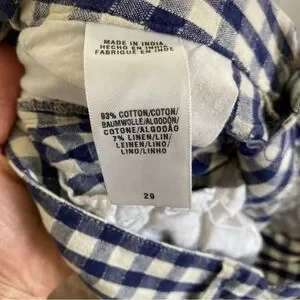 MADE IN INDIA
HECHO EN INDIA
FABRIQUÉ EN INDE
93% COTTON/COTON/
BAUMWOLLE/ALGODÓN/
COTONE/ALGODÃO
7% LINEN/LIN/
LEINEN/LINO/
LINO/LINHO
29